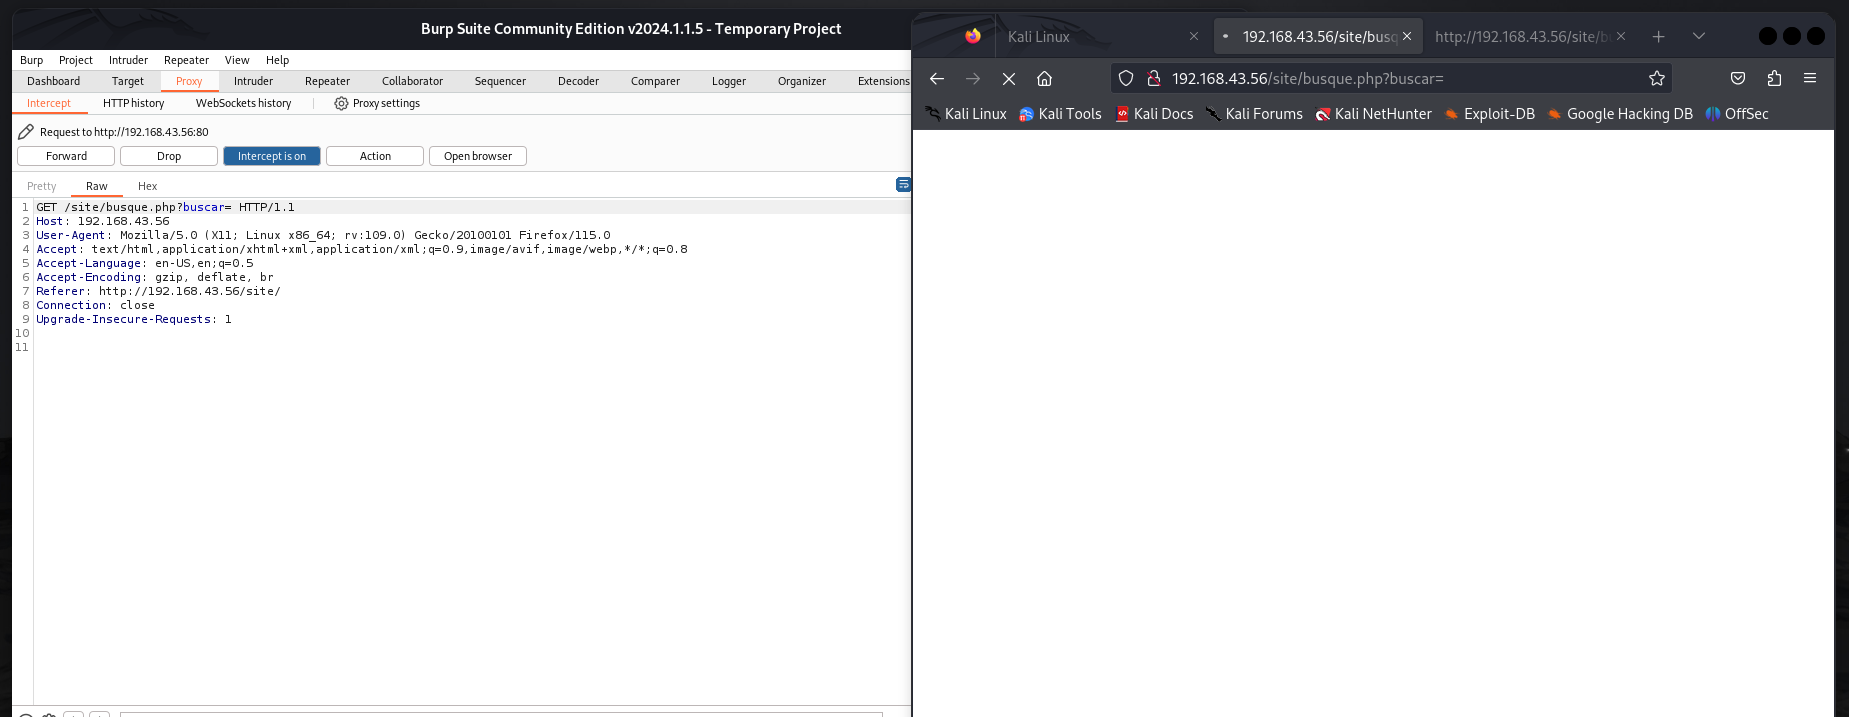 Burp Suite Community Edition v2024.1.1.5 - Temporary Project
Burp Project Intruder Repeater View Help
Dashboard Target Proxy Intruder Repeater Collaborator Sequencer Decoder Comparer Logger Organizer Extensions
Intercept HTTP history WebSockets history Proxy settings
Request to http://192.168.43.56:80
Forward Drop Intercept is on Action Open browser
Pretty Raw Hex
1 GET /site/busque.php?buscar= HTTP/1.1
2 Host: 192.168.43.56
3 User-Agent: Mozilla/5.0 (X11; Linux x86_64; rv:109.0) Gecko/20100101 Firefox/115.0
4 Accept: text/html,application/xhtml+xml,application/xml;q=0.9,image/avif,image/webp,*/*;q=0.8
5 Accept-Language: en-US,en;q=0.5
6 Accept-Encoding: gzip, deflate, br
7 Referer: http://192.168.43.56/site/
8 Connection: close
9 Upgrade-Insecure-Requests: 1
10
11
Kali Linux 192.168.43.56/site/busq http://192.168.43.56/site/b
192.168.43.56/site/busque.php?buscar=
Kali Linux Kali Tools Kali Docs Kali Forums Kali NetHunter Exploit-DB Google Hacking DB OffSec